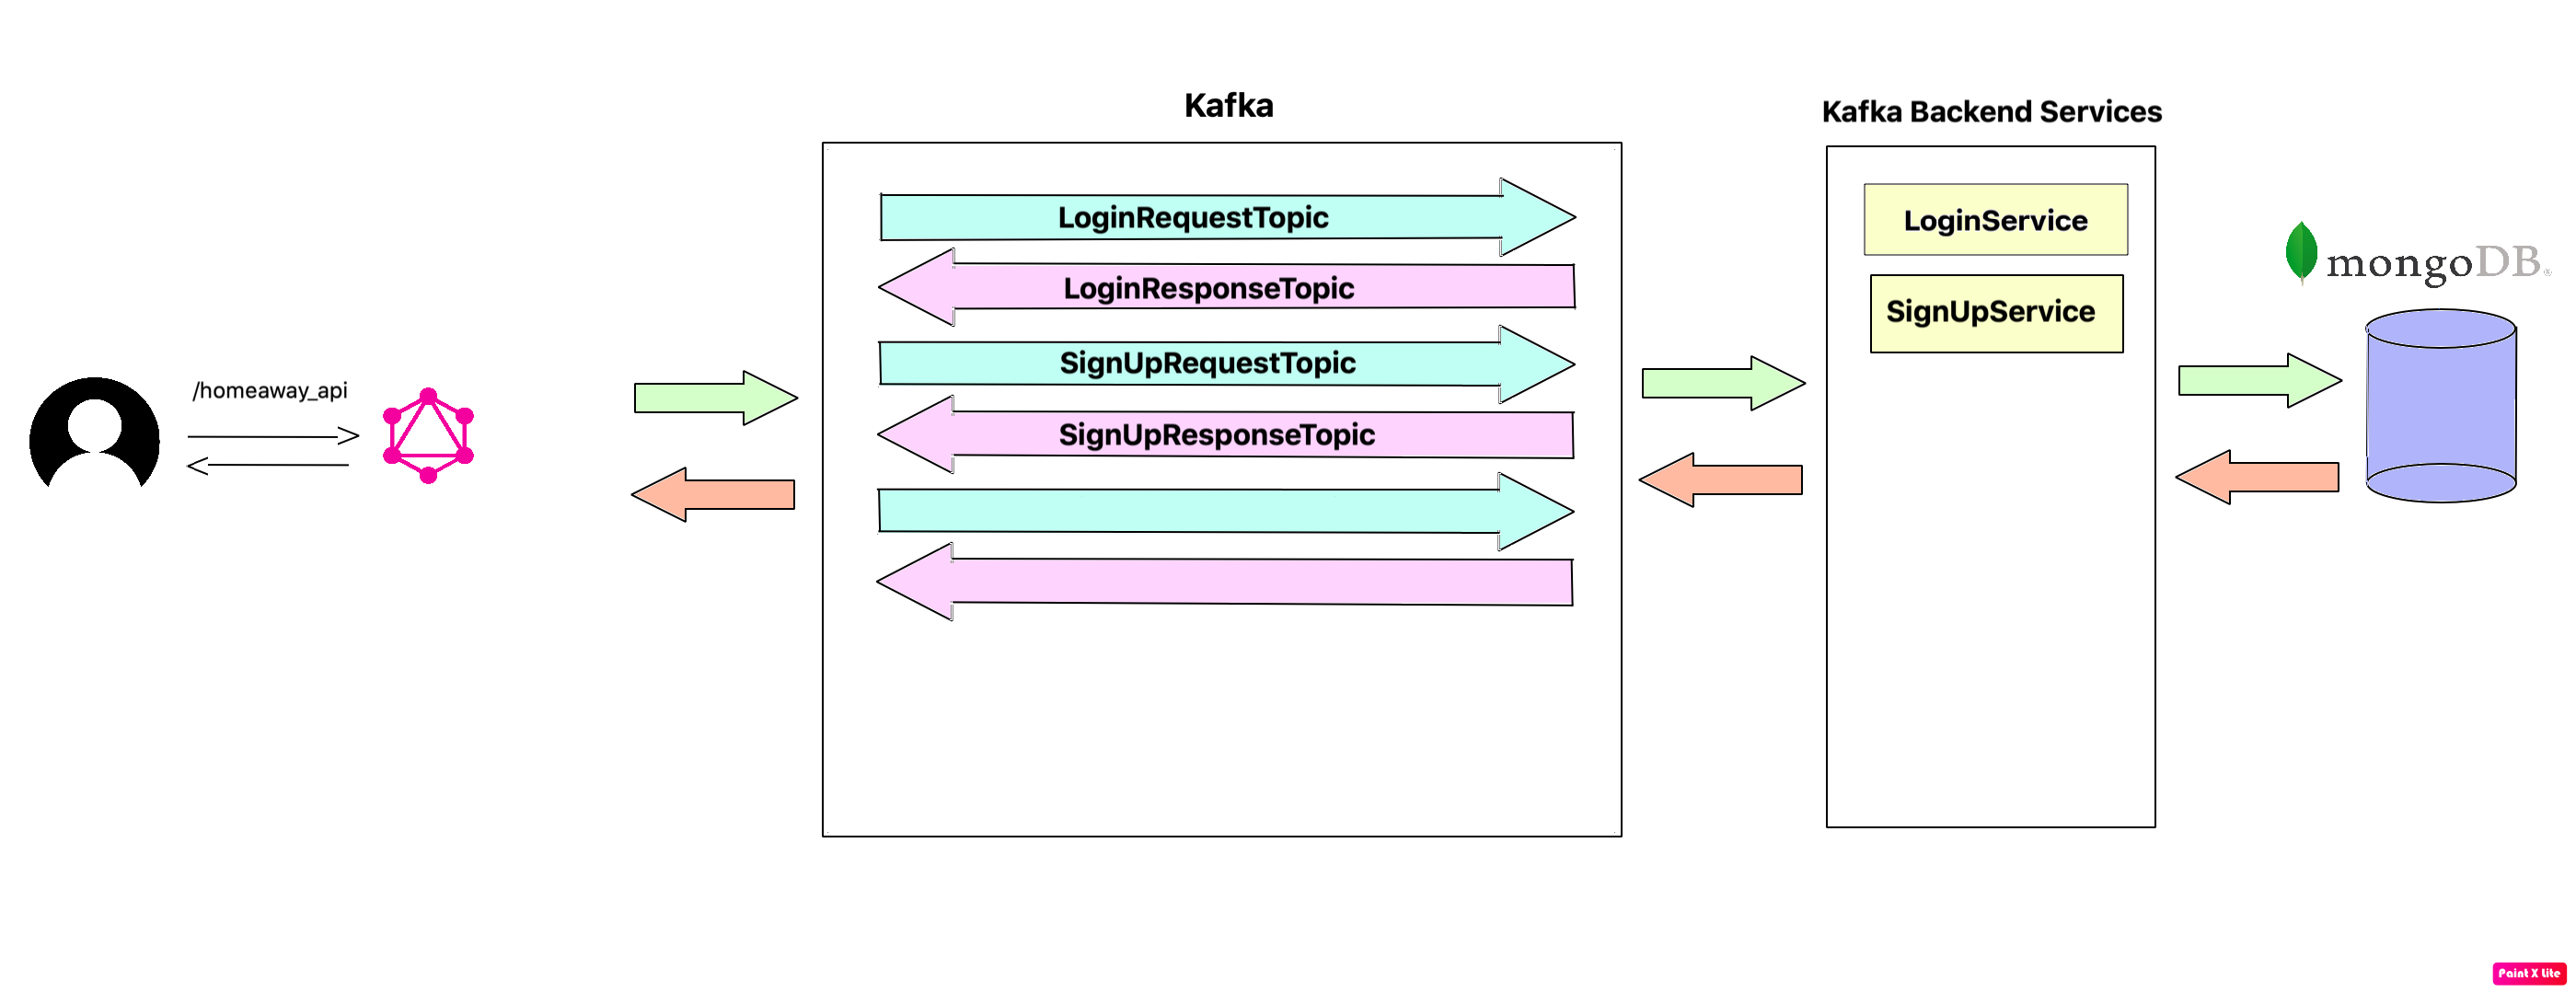 Kafka
Kafka Backend Services
LoginRequestTopic
LoginResponseTopic
SignUpRequestTopic
SignUpResponseTopic
LoginService
SignUpService
mongoDB®
/homeaway_api
Paint X Lite